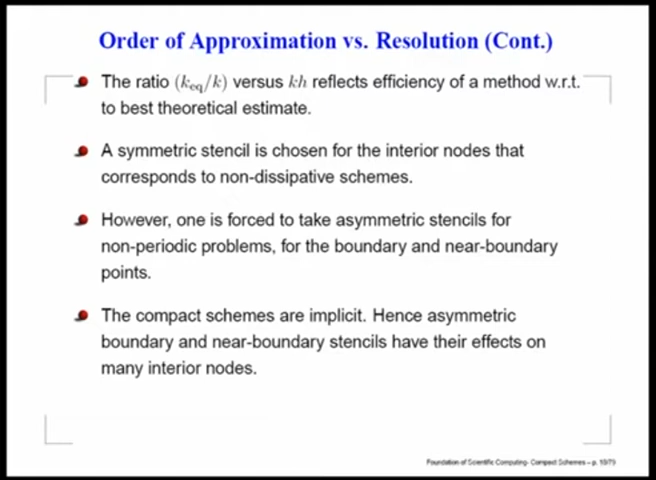 Order of Approximation vs. Resolution (Cont.)
The ratio (k_eq/k) versus kh reflects efficiency of a method w.r.t.
to best theoretical estimate.
A symmetric stencil is chosen for the interior nodes that
corresponds to non-dissipative schemes.
However, one is forced to take asymmetric stencils for
non-periodic problems, for the boundary and near-boundary
points.
The compact schemes are implicit. Hence asymmetric
boundary and near-boundary stencils have their effects on
many interior nodes.
Foundation of Scientific Computing- Compact Schemes – p. 10/79